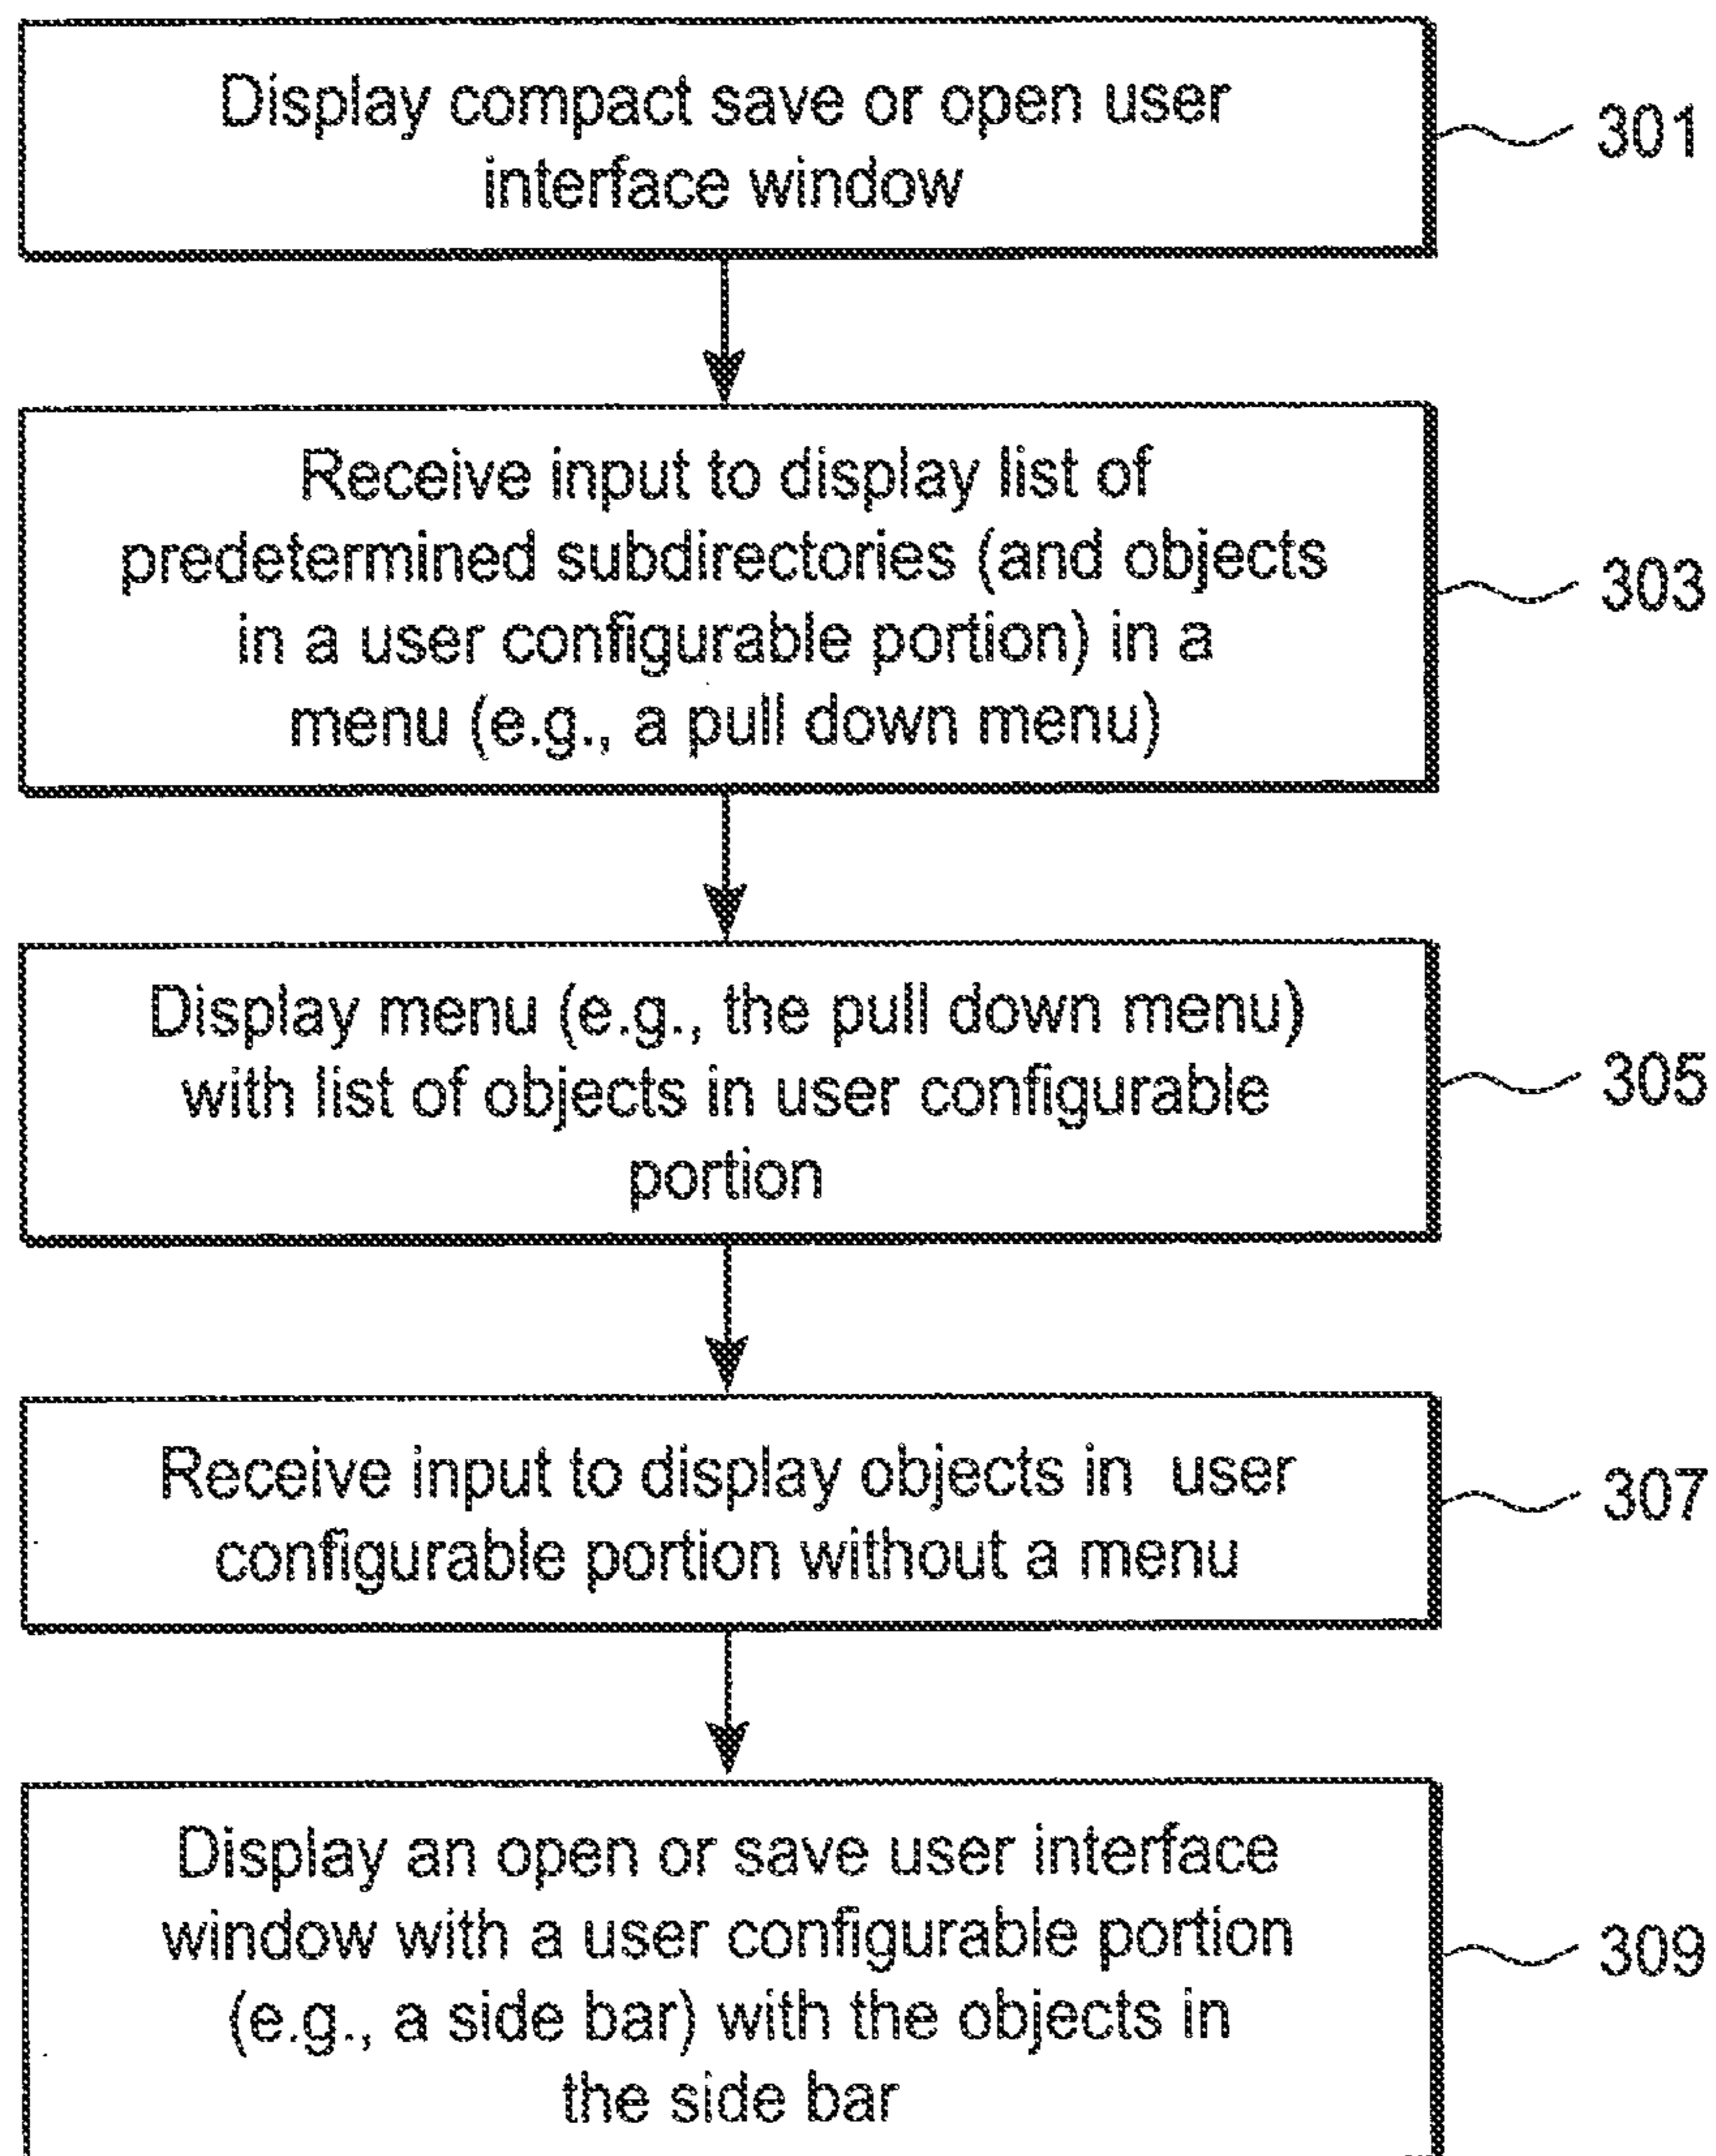 Display compact save or open user
interface window
301
Receive input to display list of
predetermined subdirectories (and objects
in a user configurable portion) in a
menu (e.g., a pull down menu)
303
Display menu (e.g., the pull down menu)
with list of objects in user configurable
portion
305
Receive input to display objects in user
configurable portion without a menu
307
Display an open or save user interface
window with a user configurable portion
(e.g., a side bar) with the objects in
the side bar
309